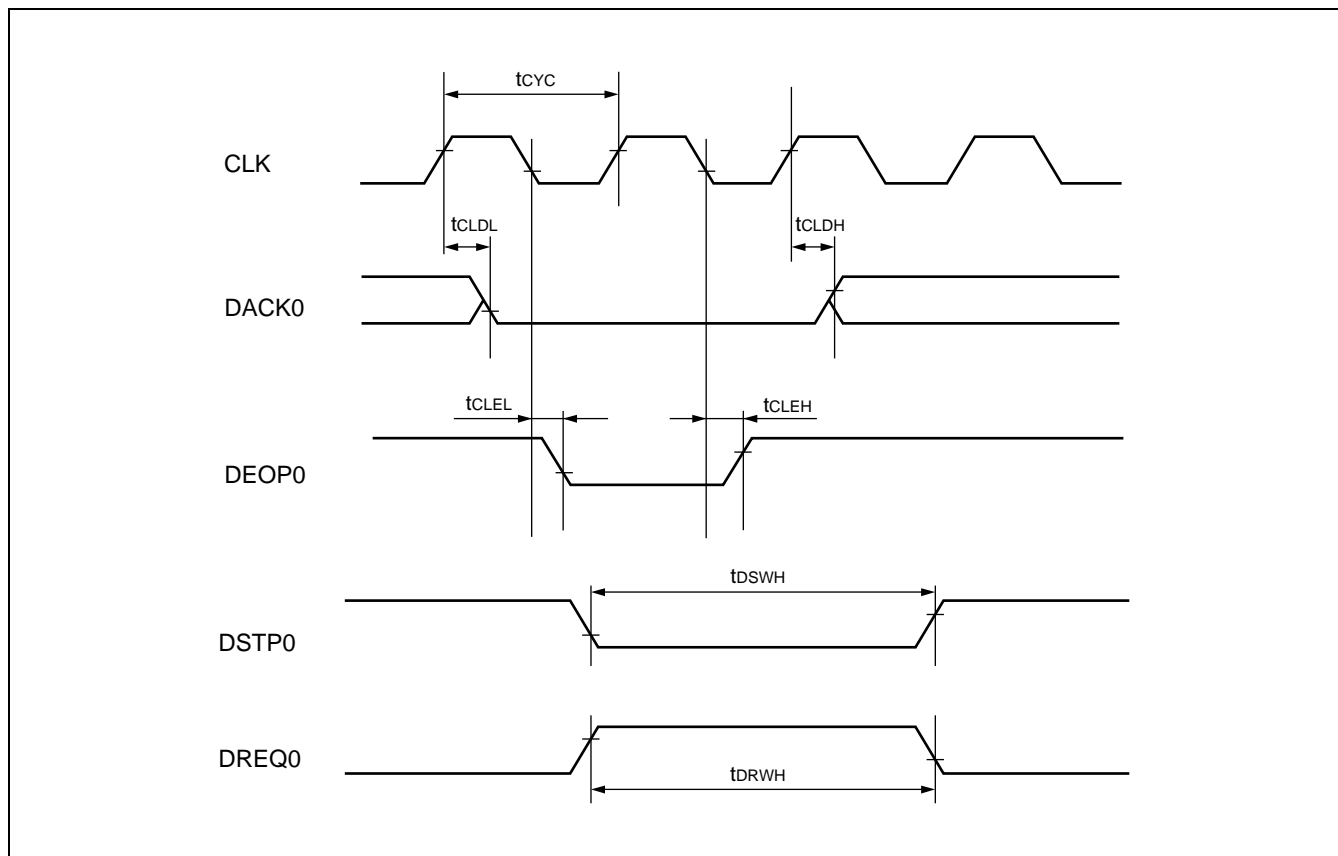 tCYC
CLK
tCLDL
tCLDH
DACK0
tCLEL
tCLEH
DEOP0
tDSWH
DSTP0
DREQ0
tDRWH